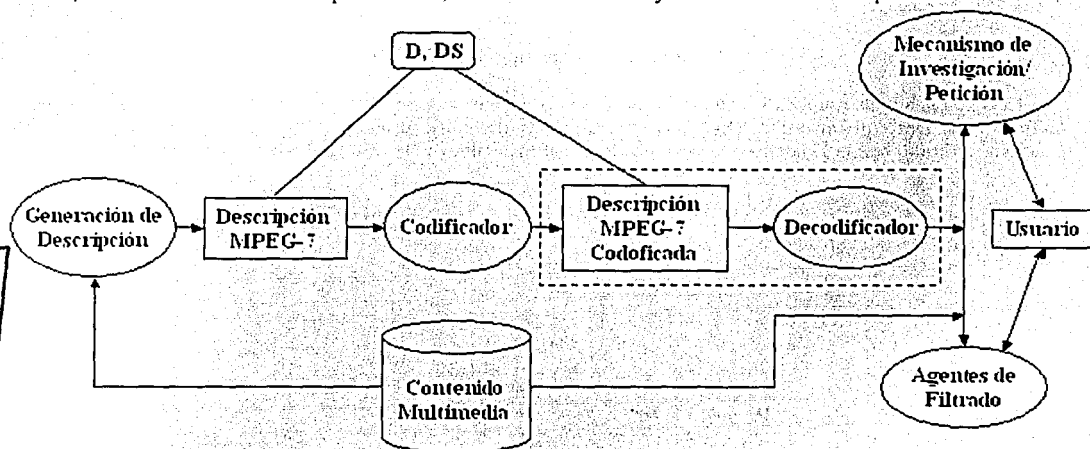 D, DS
Mecanismo de
Investigación/
Petición
Generación de
Descripción
Descripción
MPEG-7
Codificador
Descripción
MPEG-7
Codoficada
Decodificador
Usuario
Contenido
Multimedia
Agentes de
Filtrado